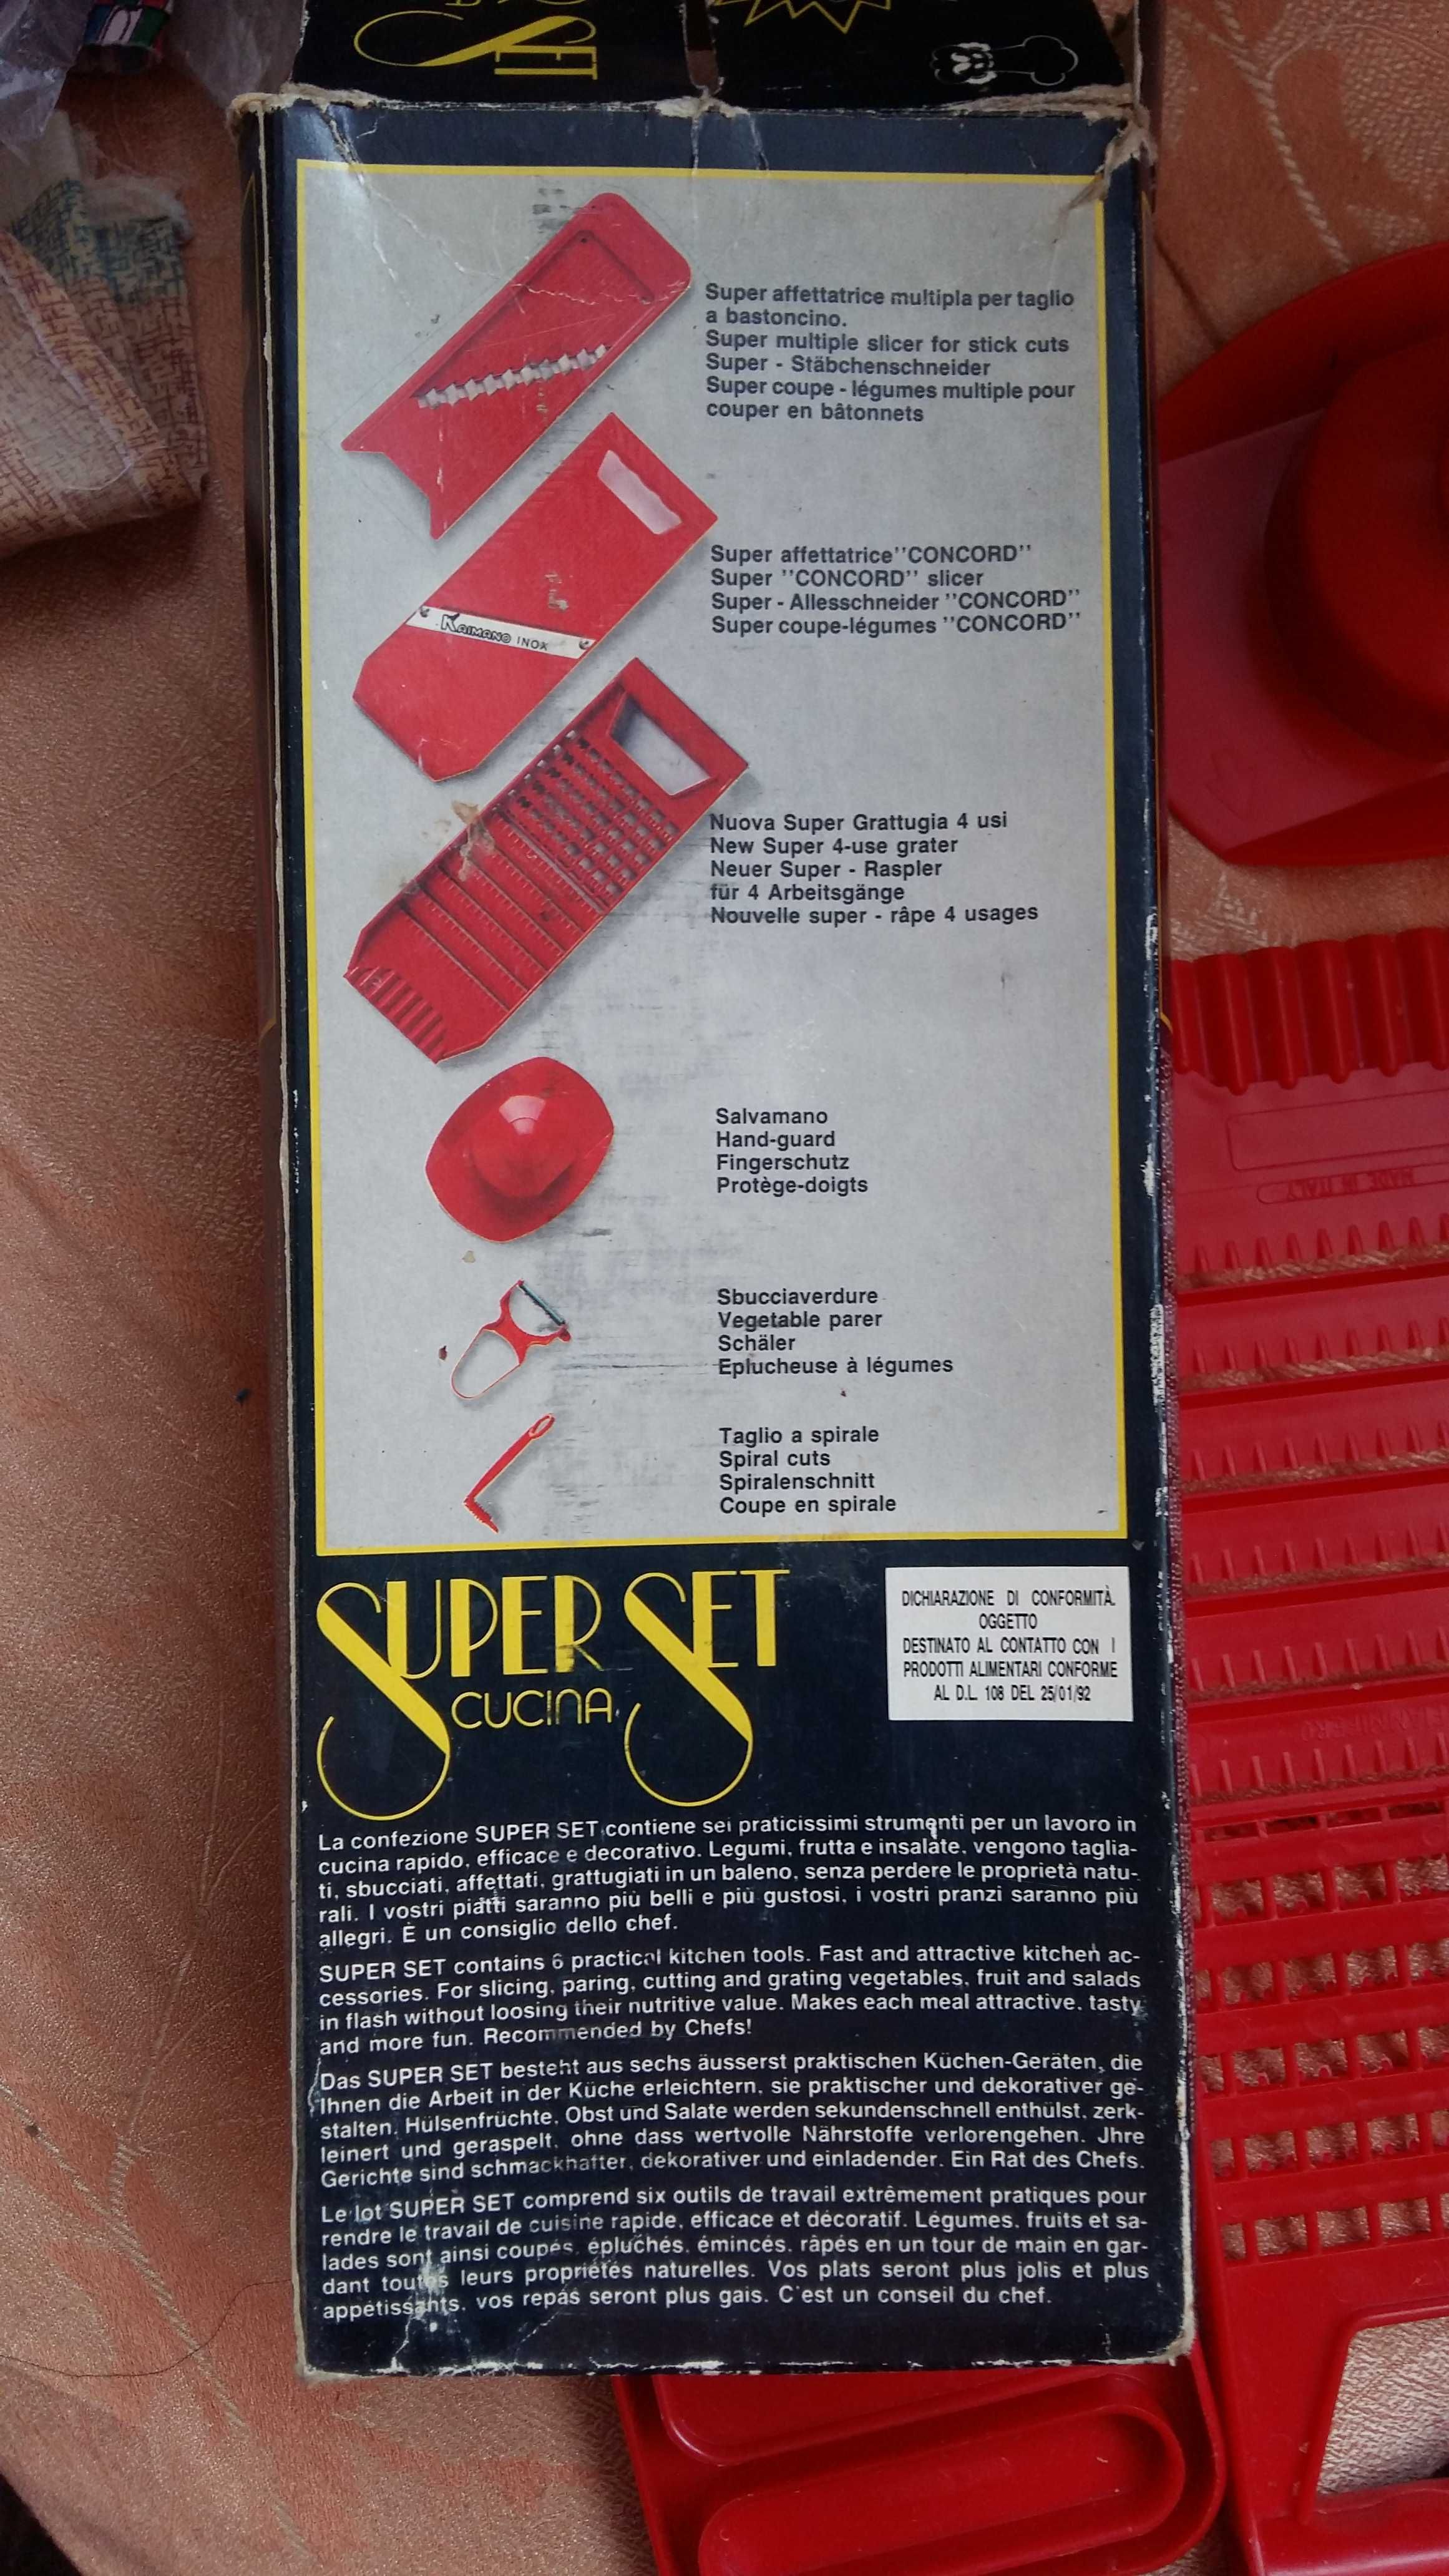 SET
Super affettatrice multipla per taglio
a bastoncino.
Super multiple slicer for stick cuts
Super - Stäbchenschneider
Super coupe - légumes multiple pour
couper en bâtonnets
KAIMANO INOX
Super affettatrice ''CONCORD''
Super ''CONCORD'' slicer
Super - Allesschneider ''CONCORD''
Super coupe-légumes ''CONCORD''
Nuova Super Grattugia 4 usi
New Super 4-use grater
Neuer Super - Raspler
für 4 Arbeitsgänge
Nouvelle super - râpe 4 usages
Salvamano
Hand-guard
Fingerschutz
Protège-doigts
MADE IN ITALY
Sbucciaverdure
Vegetable parer
Schäler
Eplucheuse à légumes
Taglio a spirale
Spiral cuts
Spiralenschnitt
Coupe en spirale
SUPER SET
CUCINA
DICHIARAZIONE DI CONFORMITÀ.
OGGETTO
DESTINATO AL CONTATTO CON I
PRODOTTI ALIMENTARI CONFORME
AL D.L. 108 DEL 25/01/92
La confezione SUPER SET contiene sei praticissimi strumenti per un lavoro in
cucina rapido, efficace e decorativo. Legumi, frutta e insalate, vengono taglia-
ti, sbucciati, affettati, grattugiati in un baleno, senza perdere le proprietà natu-
rali. I vostri piatti saranno più belli e più gustosi, i vostri pranzi saranno più
allegri. È un consiglio dello chef.
SUPER SET contains 6 practical kitchen tools. Fast and attractive kitchen ac-
cessories. For slicing, paring, cutting and grating vegetables, fruit and salads
in flash without loosing their nutritive value. Makes each meal attractive, tasty
and more fun. Recommended by Chefs!
Das SUPER SET besteht aus sechs äusserst praktischen Küchen-Geräten, die
Ihnen die Arbeit in der Küche erleichtern, sie praktischer und dekorativer ge-
stalten. Hülsenfrüchte, Obst und Salate werden sekundenschnell enthülst, zerk-
leinert und geraspelt, ohne dass wertvolle Nährstoffe verlorengehen. Jhre
Gerichte sind schmackhafter, dekorativer und einladender. Ein Rat des Chefs.
Le lot SUPER SET comprend six outils de travail extrêmement pratiques pour
rendre le travail de cuisine rapide, efficace et décoratif. Légumes, fruits et sa-
lades sont ainsi coupés, épluchés, émincés, râpés en un tour de main en gar-
dant toutes leurs propriétés naturelles. Vos plats seront plus jolis et plus
appétissants, vos repas seront plus gais. C'est un conseil du chef.